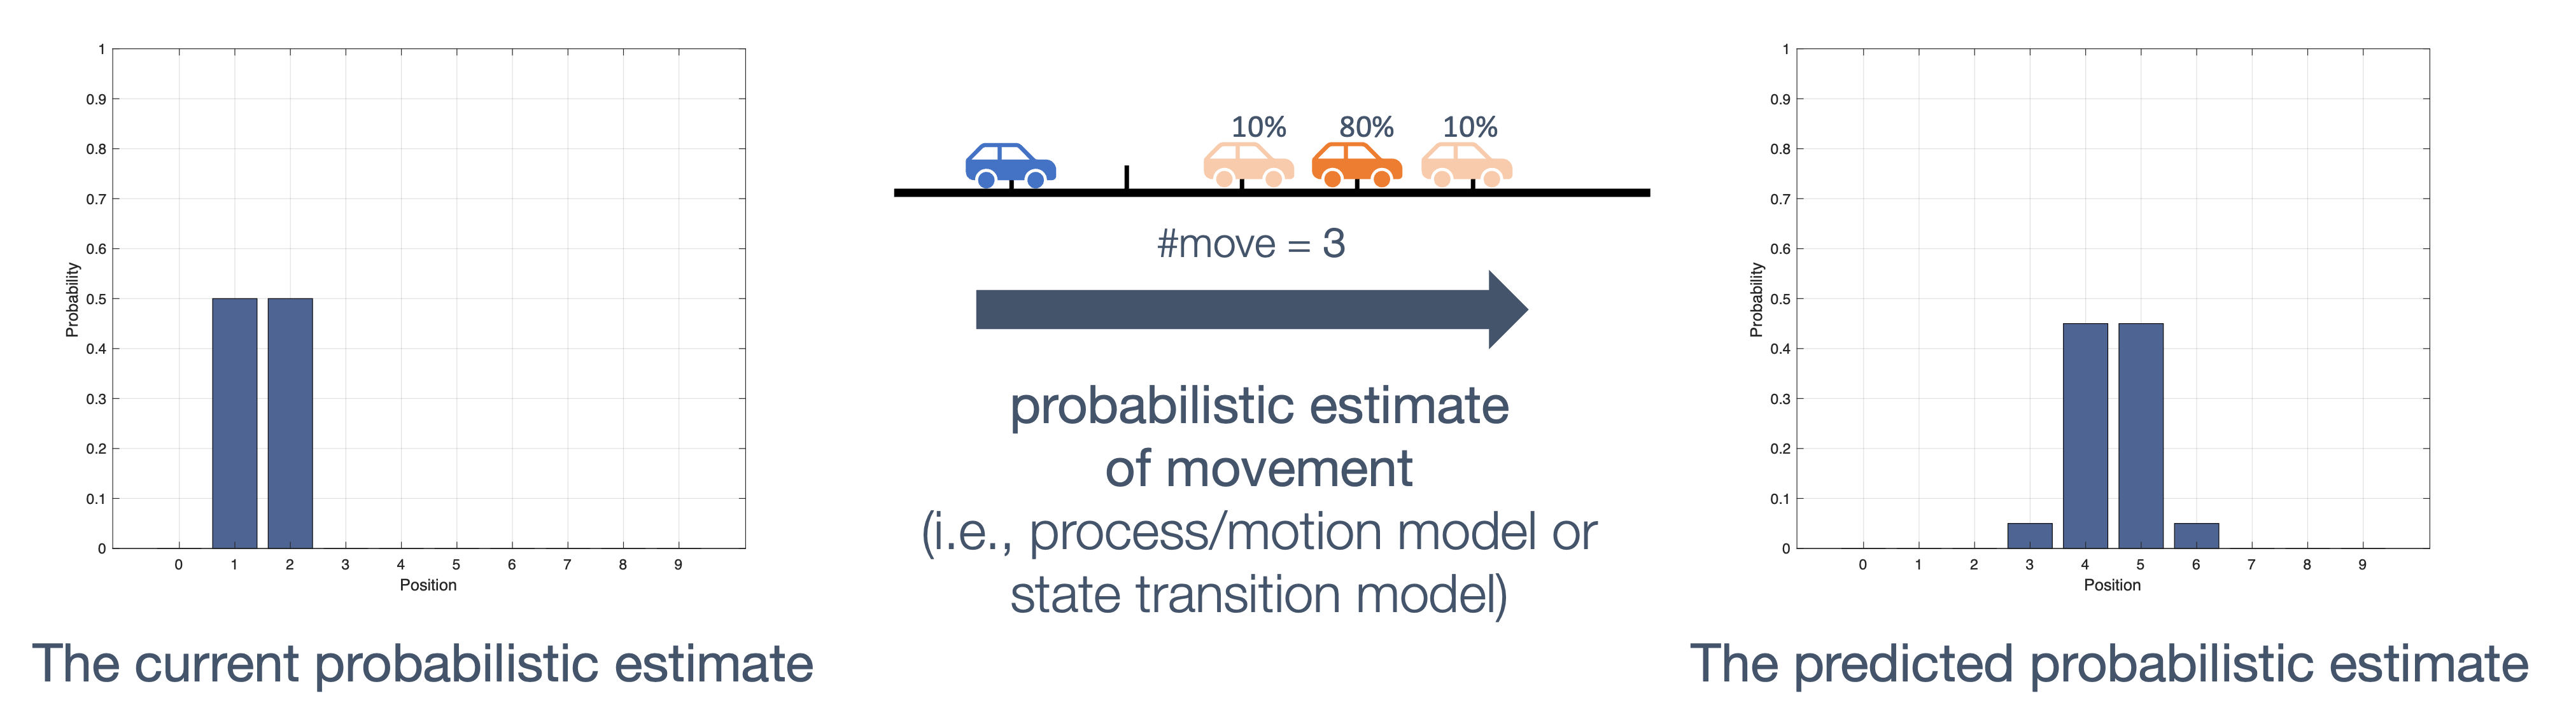 1
0.9
0.8
0.7
0.6
0.5
0.4
0.3
0.2
0.1
0
Probability
0 1 2 3 4 5 6 7 8 9
Position
The current probabilistic estimate
10% 80% 10%
#move = 3
probabilistic estimate
of movement
(i.e., process/motion model or
state transition model)
1
0.9
0.8
0.7
0.6
0.5
0.4
0.3
0.2
0.1
0
Probability
0 1 2 3 4 5 6 7 8 9
Position
The predicted probabilistic estimate